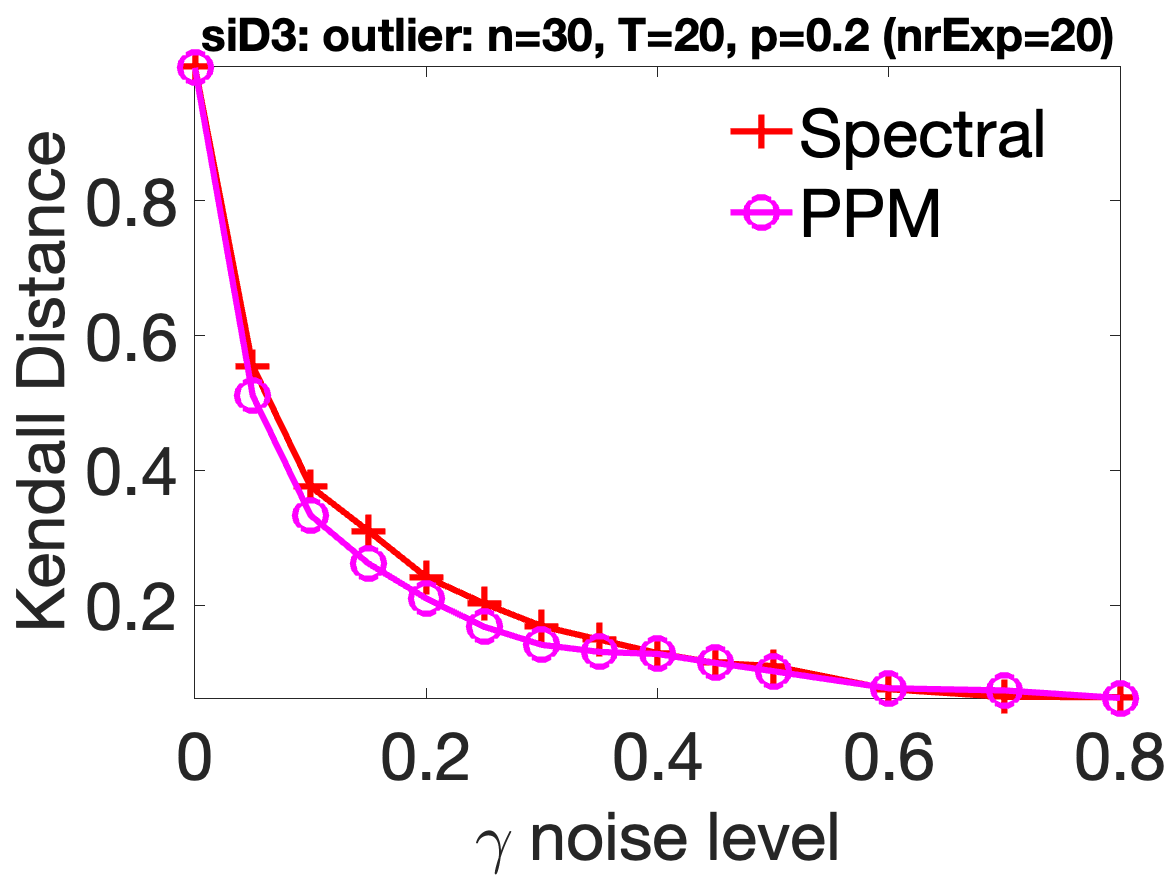 siD3: outlier: n=30, T=20, p=0.2 (nrExp=20)
Spectral
PPM
Kendall Distance
0.8
0.6
0.4
0.2
0 0.2 0.4 0.6 0.8
γ noise level